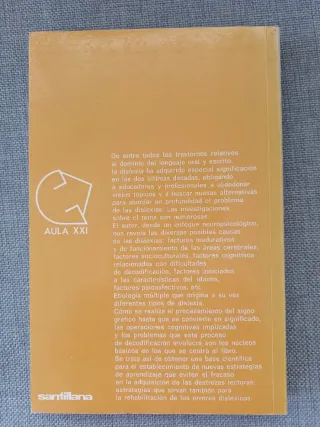 De entre todos los trastornos relativos
al dominio del lenguaje oral y escrito,
la dislexia ha adquirido especial significación
en las dos últimas décadas, obligando
a educadores y profesionales a abandonar
viejos tópicos y a buscar nuevas alternativas
para abordar en profundidad el problema
de las dislexias. Las investigaciones
sobre el tema son numerosas.
El autor, desde un enfoque neuropsicológico,
nos revela las diversas posibles causas
de las dislexias: factores madurativos
y de funcionamiento de las áreas cerebrales,
factores socioculturales, factores cognitivos
relacionados con dificultades
de decodificación, factores asociados
a las características del idioma,
factores psicoafectivos, etc.
Etiología múltiple que origina a su vez
diferentes tipos de dislexia.
Cómo se realiza el procesamiento del signo
gráfico hasta que se convierte en significado,
las operaciones cognitivas implicadas
y los problemas que este proceso
de decodificación involucra son los núcleos
básicos en los que se centra el libro.
Se trata así de obtener una base científica
para el establecimiento de nuevas estrategias
de aprendizaje que eviten el fracaso
en la adquisición de las destrezas lectoras,
estrategias que sirvan también para
la rehabilitación de los errores disléxicos.
AULA XXI
santillana